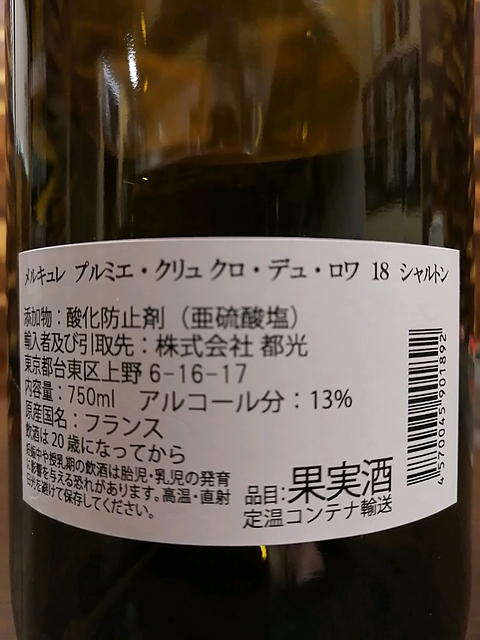 メルキュレ プルミエ・クリュ クロ・デュ・ロワ 18 シャルトン
添加物：酸化防止剤（亜硫酸塩）
輸入者及び引取先：株式会社 都光
東京都台東区上野 6-16-17
内容量：750ml アルコール分：13%
原産国名：フランス
飲酒は20歳になってから
妊娠中や授乳期の飲酒は胎児・乳児の発育
に影響を与える恐れがあります。高温・直射
日光を避けて保存してください。
品目：果実酒
定温コンテナ輸送
4570045901892